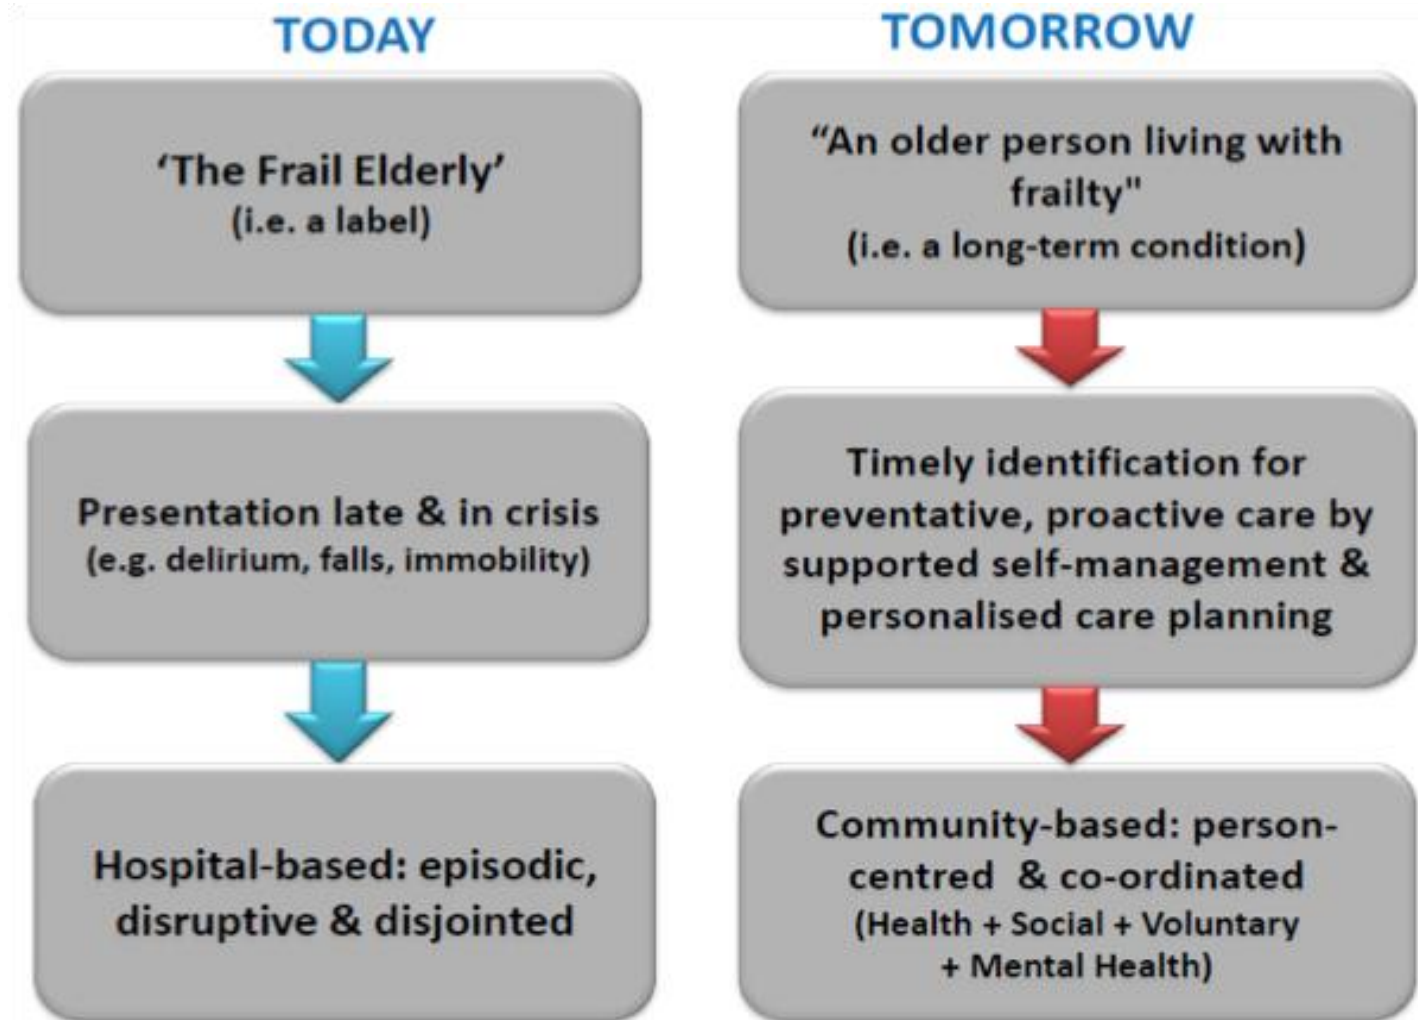 TODAY
‘The Frail Elderly’
(i.e. a label)
Presentation late & in crisis
(e.g. delirium, falls, immobility)
Hospital-based: episodic,
disruptive & disjointed
TOMORROW
“An older person living with
frailty"
(i.e. a long-term condition)
Timely identification for
preventative, proactive care by
supported self-management &
personalised care planning
Community-based: person-
centred & co-ordinated
(Health + Social + Voluntary
+ Mental Health)